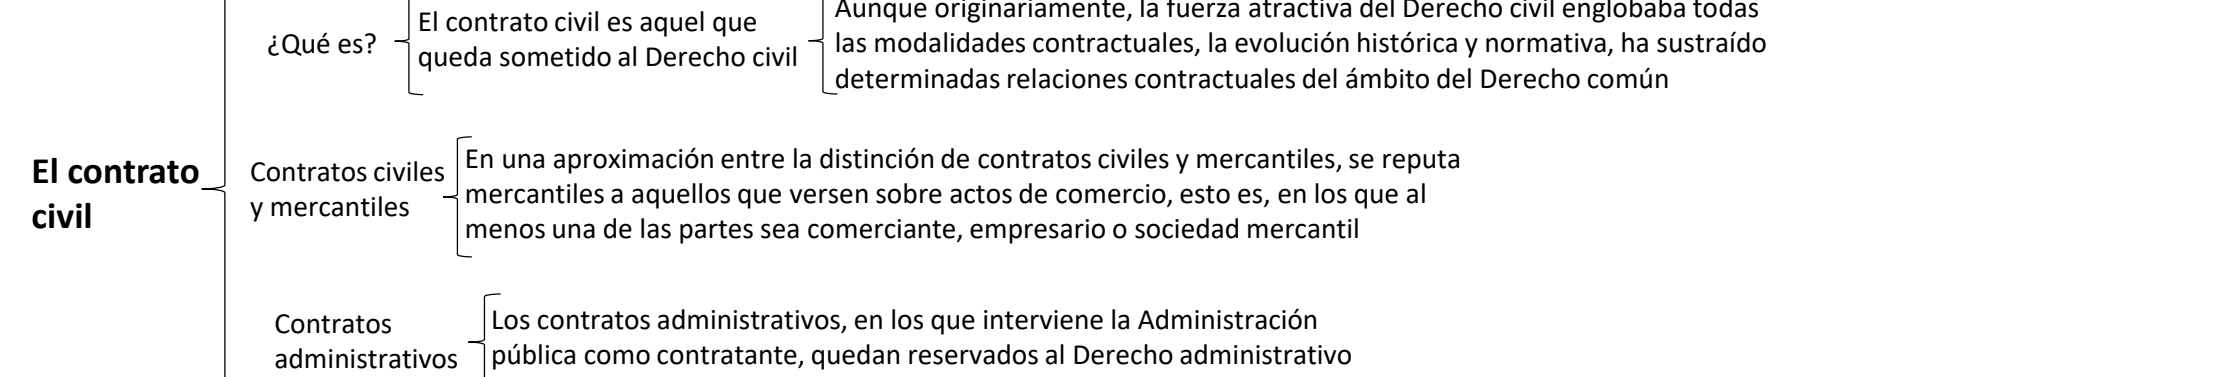 El contrato
civil
¿Qué es?
El contrato civil es aquel que
queda sometido al Derecho civil
Aunque originariamente, la fuerza atractiva del Derecho civil englobaba todas
las modalidades contractuales, la evolución histórica y normativa, ha sustraído
determinadas relaciones contractuales del ámbito del Derecho común
Contratos civiles
y mercantiles
En una aproximación entre la distinción de contratos civiles y mercantiles, se reputa
mercantiles a aquellos que versen sobre actos de comercio, esto es, en los que al
menos una de las partes sea comerciante, empresario o sociedad mercantil
Contratos
administrativos
Los contratos administrativos, en los que interviene la Administración
pública como contratante, quedan reservados al Derecho administrativo